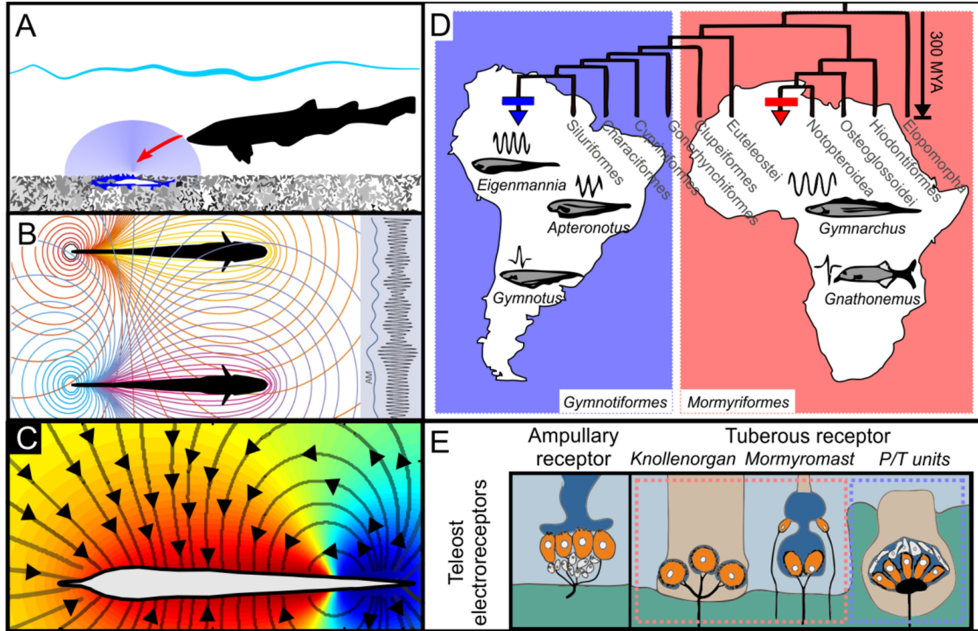 A
B
AM
C
D
300 MYA
Siluriformes
Characiformes
Cypriniformes
Gonorhynchiformes
Clupeiformes
Euteleostei
Notopteroidea
Osteoglossoidei
Hiodontiformes
Elopomorpha
Eigenmannia
Apteronotus
Gymnotus
Gymnarchus
Gnathonemus
Gymnotiformes
Mormyriformes
E
Ampullary
receptor
Tuberous receptor
Knollenorgan
Mormyromast
P/T units
Teleost
electroreceptors